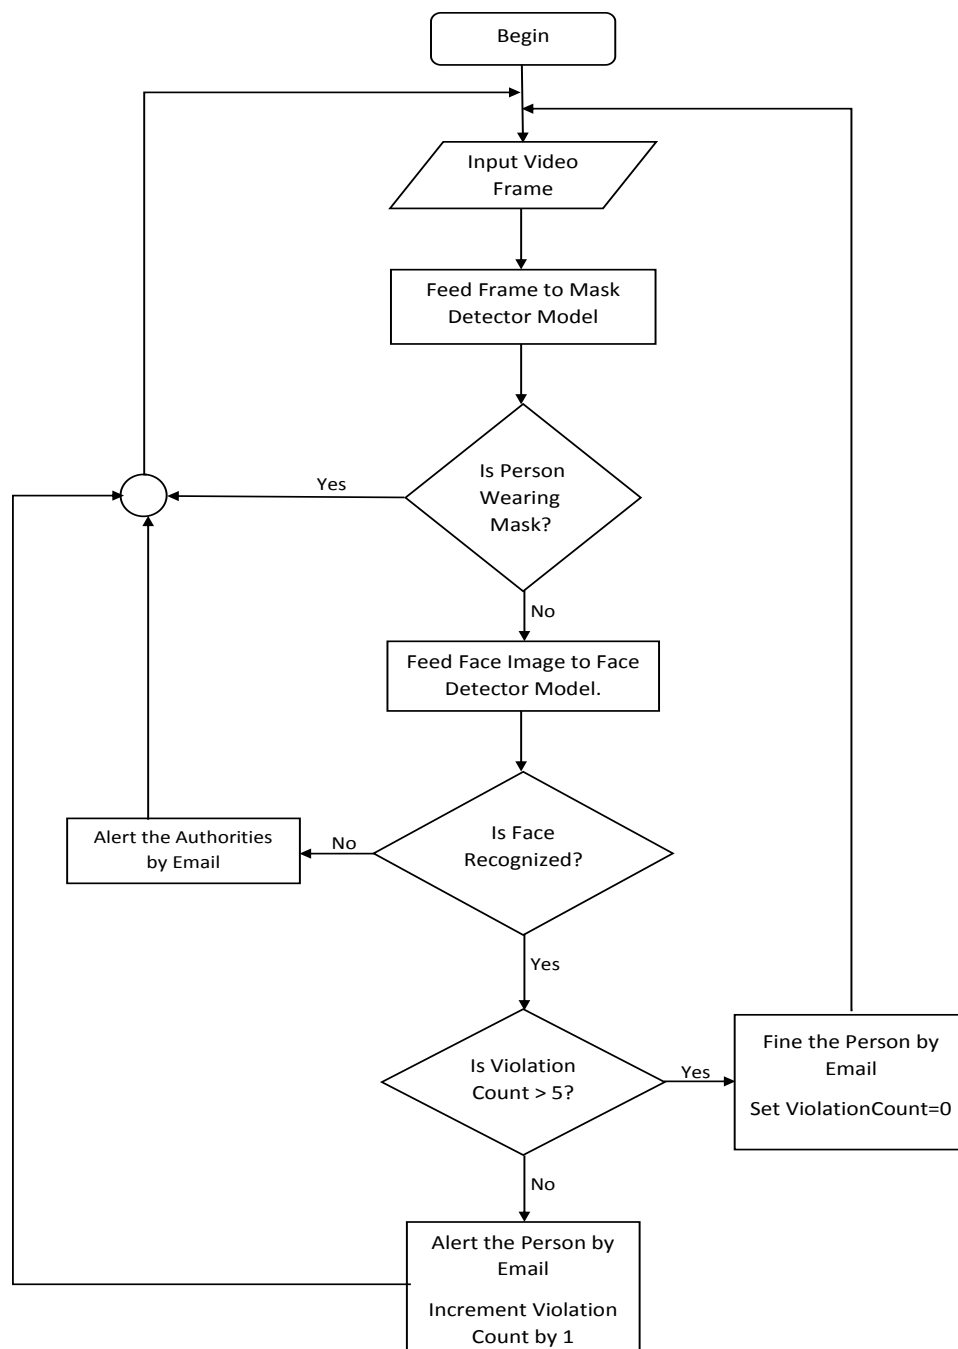 Begin
Input Video
Frame
Feed Frame to Mask
Detector Model
Is Person
Wearing
Mask?
Yes
No
Feed Face Image to Face
Detector Model.
Is Face
Recognized?
No
Alert the Authorities
by Email
Yes
Is Violation
Count > 5?
Yes
Fine the Person by
Email
Set ViolationCount=0
No
Alert the Person by
Email
Increment Violation
Count by 1